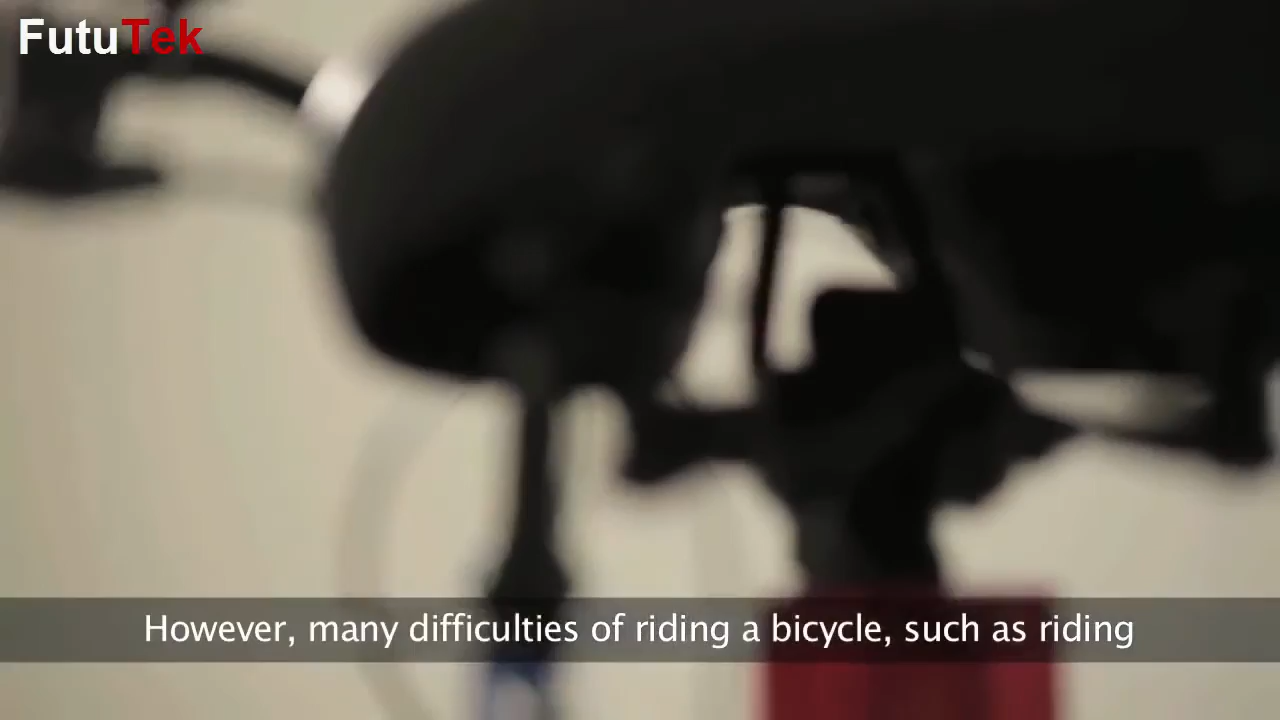 FutuTek
However, many difficulties of riding a bicycle, such as riding